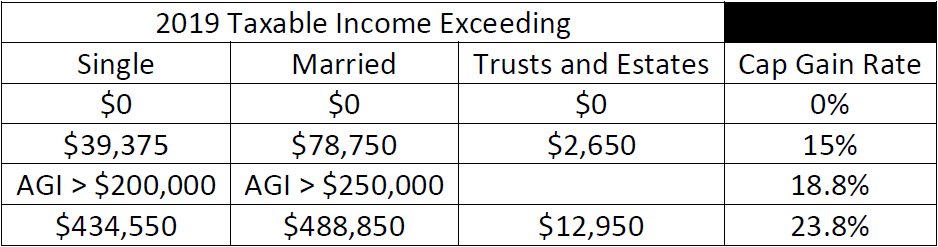 2019 Taxable Income Exceeding
Single Married Trusts and Estates Cap Gain Rate
$0 $0 $0 0%
$39,375 $78,750 $2,650 15%
AGI > $200,000 AGI > $250,000 18.8%
$434,550 $488,850 $12,950 23.8%